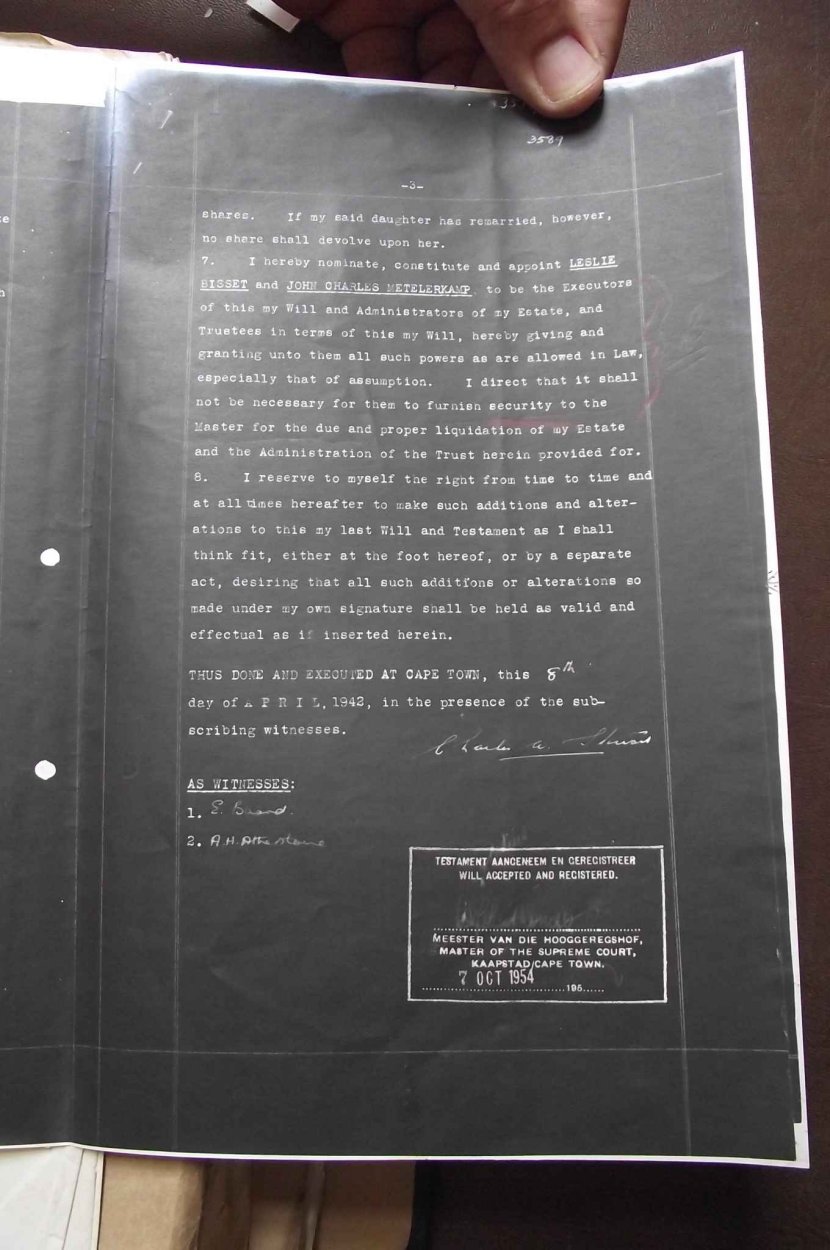 3589
-3-
shares. If my said daughter has remarried, however,
no share shall devolve upon her.
7. I hereby nominate, constitute and appoint LESLIE
BISSET and JOHN CHARLES METELERKAMP, to be the Executors
of this my Will and Administrators of my Estate, and
Trustees in terms of this my Will, hereby giving and
granting unto them all such powers as are allowed in Law,
especially that of assumption. I direct that it shall
not be necessary for them to furnish security to the
Master for the due and proper liquidation of my Estate
and the Administration of the Trust herein provided for.
8. I reserve to myself the right from time to time and
at all times hereafter to make such additions and alter-
ations to this my last Will and Testament as I shall
think fit, either at the foot hereof, or by a separate
act, desiring that all such additions or alterations so
made under my own signature shall be held as valid and
effectual as if inserted herein.
THUS DONE AND EXECUTED AT CAPE TOWN, this 8th
day of A P R I L, 1942, in the presence of the sub-
scribing witnesses.
Charles A.
AS WITNESSES:
1. E. Brand.
2. A.H. Atherstone
TESTAMENT AANGENEEM EN GEREGISTREER
WILL ACCEPTED AND REGISTERED.
MEESTER VAN DIE HOOGGEREGSHOF,
MASTER OF THE SUPREME COURT,
KAAPSTAD/CAPE TOWN.
7 OCT 1954
195......